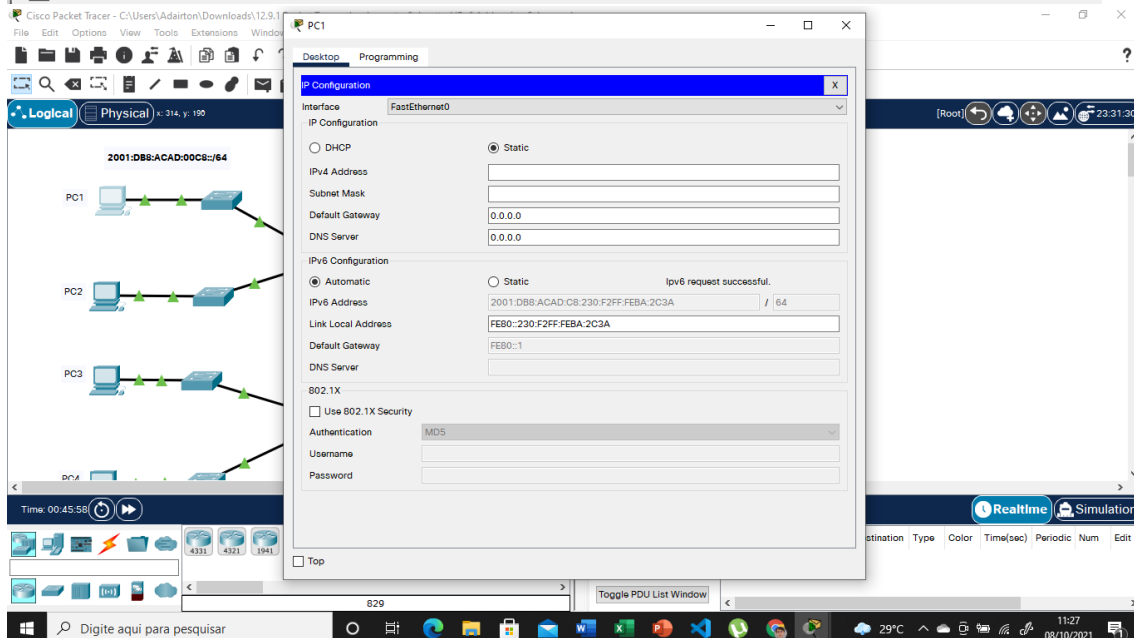 Cisco Packet Tracer - C:\Users\Adairton\Downloads\12.9.1
File Edit Options View Tools Extensions Window
?
Logical Physical x: 314, y: 190
[Root] 23:31:30
2001:DB8:ACAD:00C8::/64
PC1
PC2
PC3
PC4
PC1
Desktop Programming
IP Configuration X
Interface FastEthernet0
IP Configuration
DHCP Static
IPv4 Address
Subnet Mask
Default Gateway 0.0.0.0
DNS Server 0.0.0.0
IPv6 Configuration
Automatic Static Ipv6 request successful.
IPv6 Address 2001:DB8:ACAD:C8:230:F2FF:FEBA:2C3A / 64
Link Local Address FE80::230:F2FF:FEBA:2C3A
Default Gateway FE80::1
DNS Server
802.1X
Use 802.1X Security
Authentication MD5
Username
Password
Top
Time: 00:45:58
Realtime Simulation
4331 4321 1941
829
stination Type Color Time(sec) Periodic Num Edit
Toggle PDU List Window
Digite aqui para pesquisar
29°C
11:27
08/10/2021